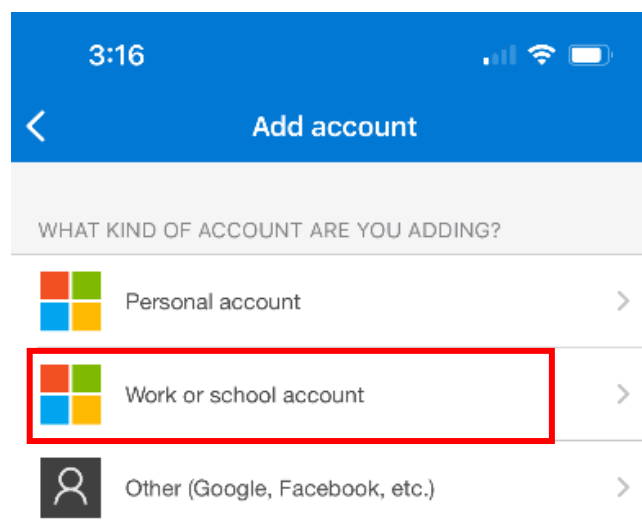 3:16
Add account
WHAT KIND OF ACCOUNT ARE YOU ADDING?
Personal account
Work or school account
Other (Google, Facebook, etc.)